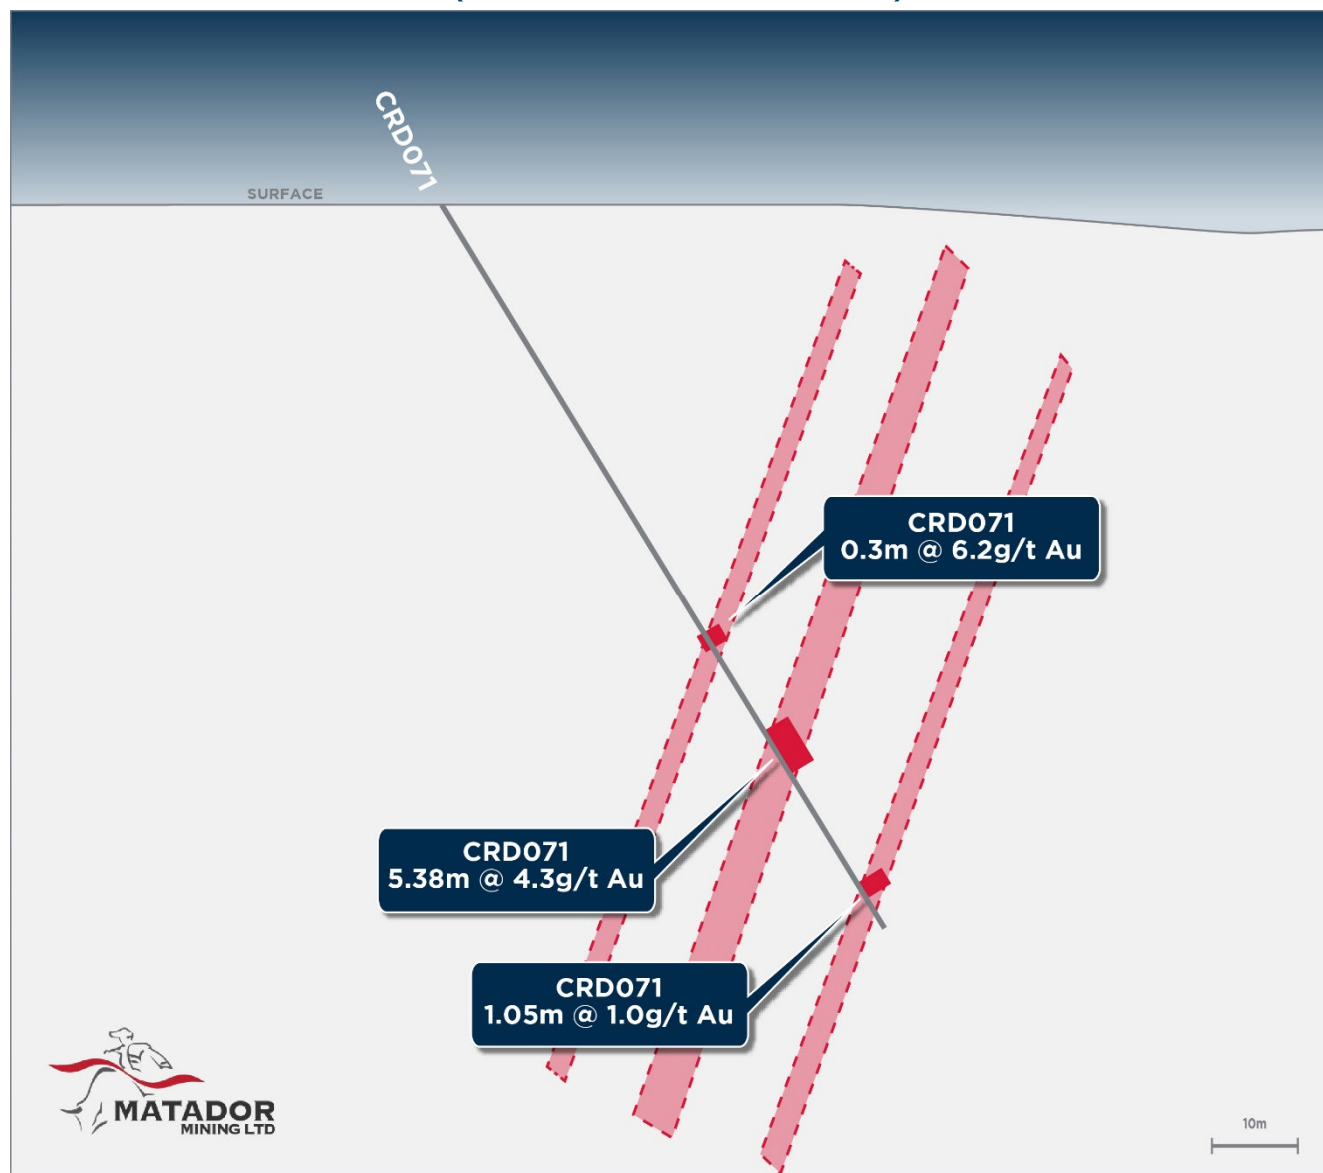 CRD071
SURFACE
CRD071
0.3m @ 6.2g/t Au
CRD071
5.38m @ 4.3g/t Au
CRD071
1.05m @ 1.0g/t Au
MATADOR
MINING LTD
10m